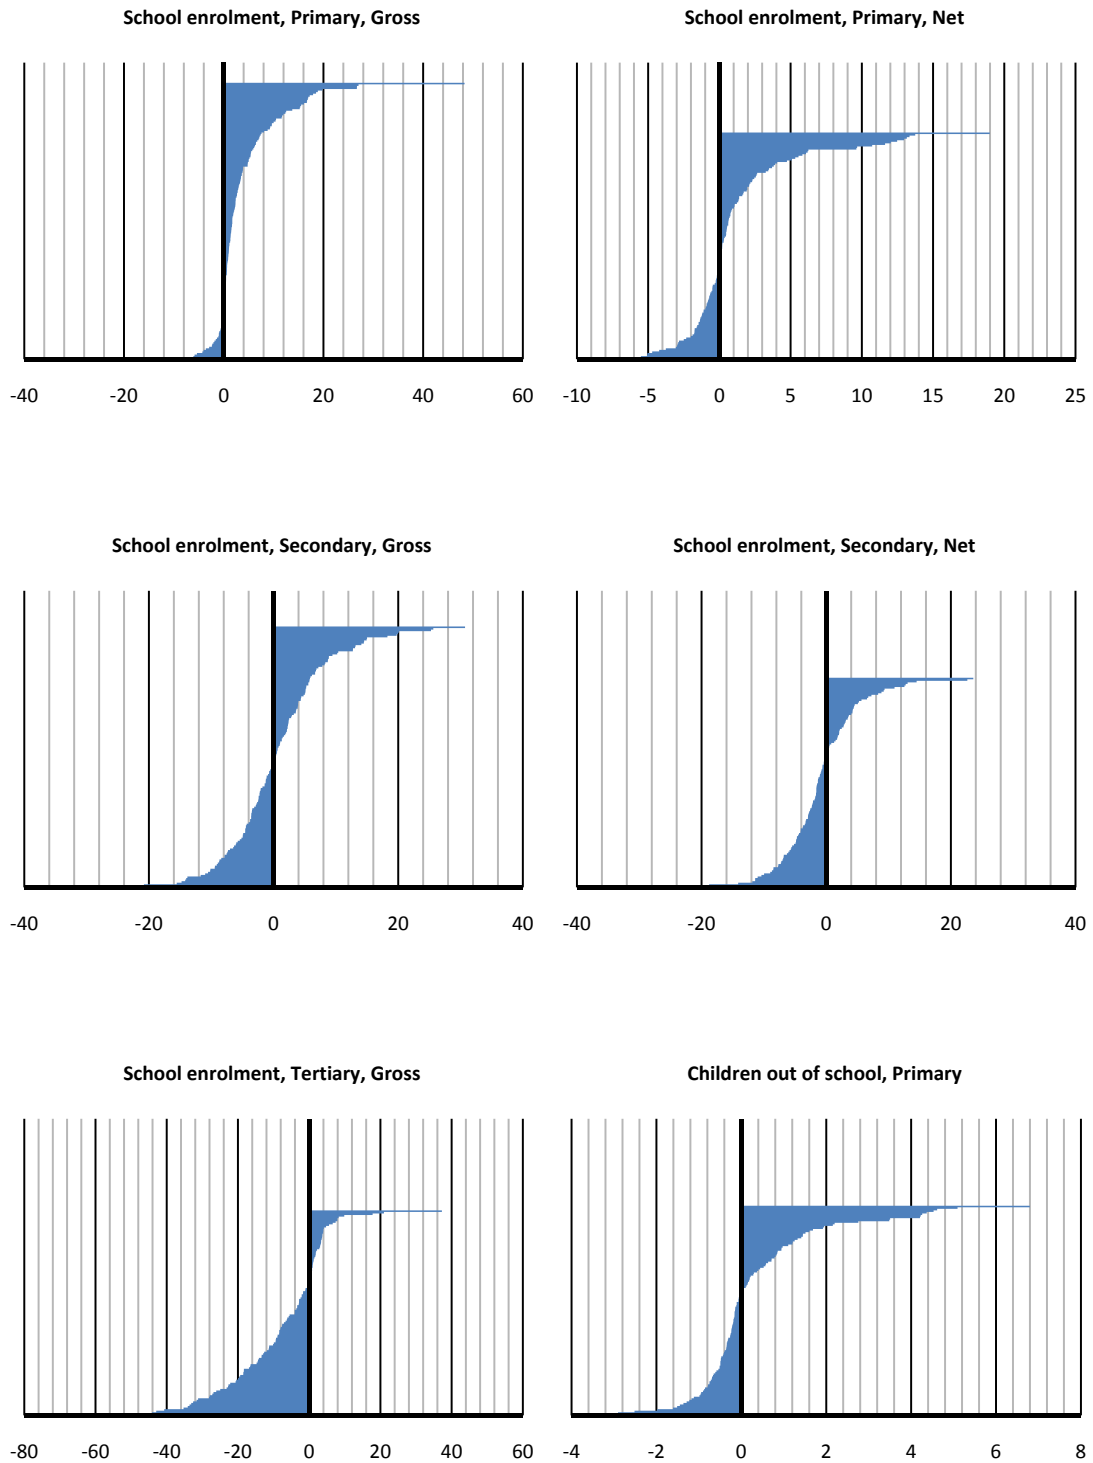 School enrolment, Primary, Gross
School enrolment, Primary, Net
-40 -20 0 20 40 60
-10 -5 0 5 10 15 20 25
School enrolment, Secondary, Gross
School enrolment, Secondary, Net
-40 -20 0 20 40
-40 -20 0 20 40
School enrolment, Tertiary, Gross
Children out of school, Primary
-80 -60 -40 -20 0 20 40 60
-4 -2 0 2 4 6 8